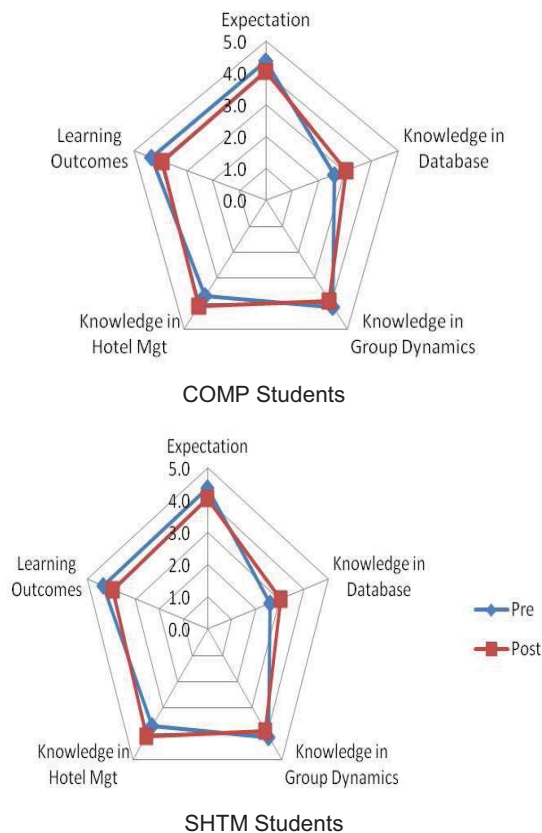 Expectation
5.0
4.0
3.0
2.0
1.0
0.0
Learning
Outcomes
Knowledge in
Database
Knowledge in
Hotel Mgt
Knowledge in
Group Dynamics
COMP Students
Expectation
5.0
4.0
3.0
2.0
1.0
0.0
Learning
Outcomes
Knowledge in
Database
Pre
Post
Knowledge in
Hotel Mgt
Knowledge in
Group Dynamics
SHTM Students